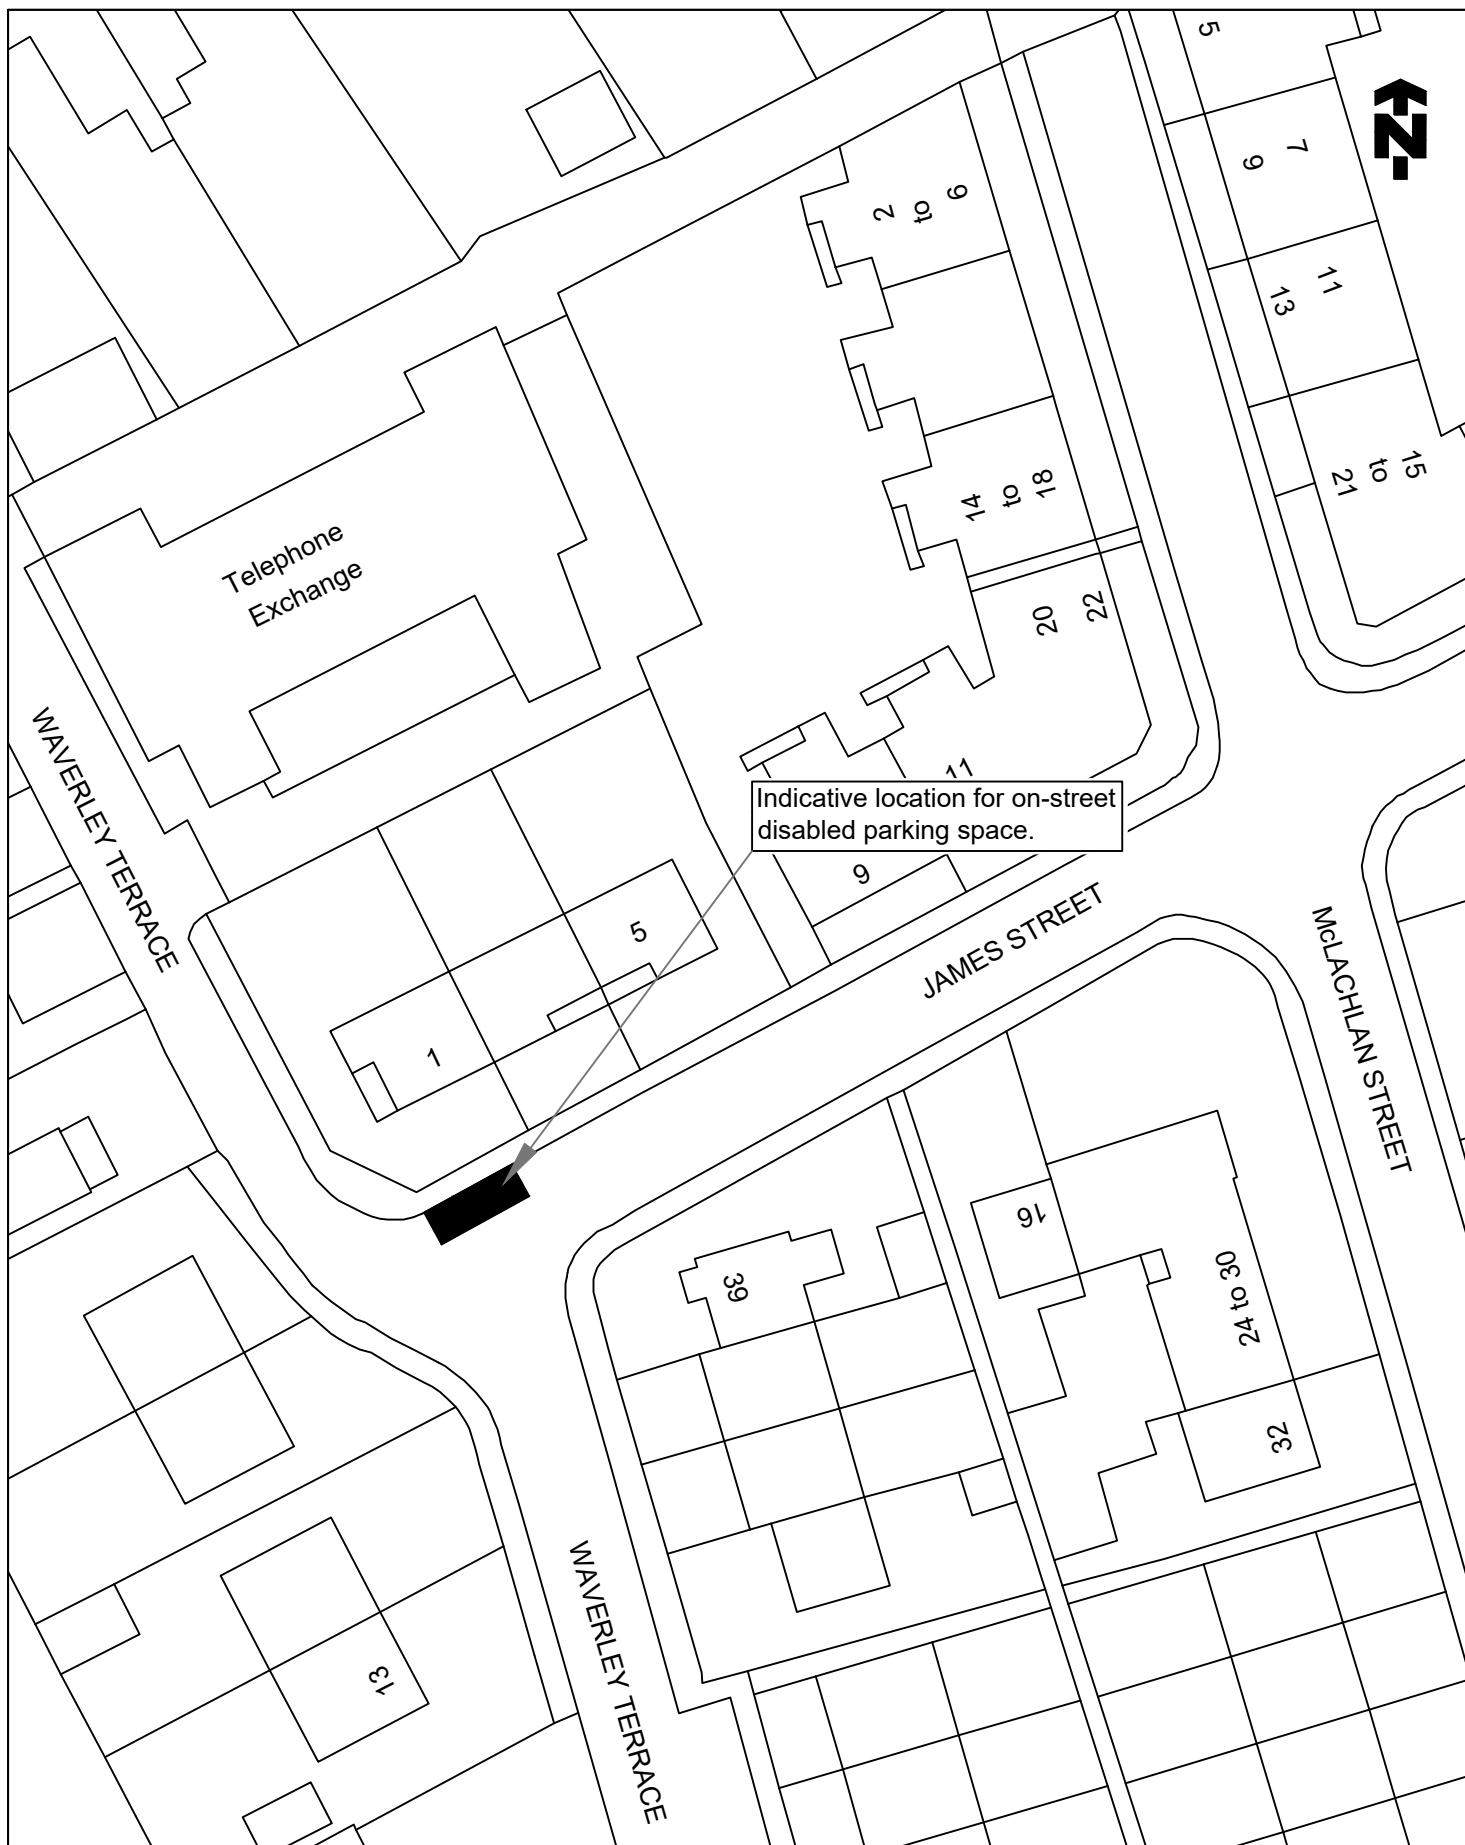 5
N
7
9
2
to
6
11
13
14
to
18
15
to
21
Telephone
Exchange
20
22
WAVERLEY TERRACE
11
Indicative location for on-street
disabled parking space.
9
5
JAMES STREET
McLACHLAN STREET
1
16
39
24 to 30
32
WAVERLEY TERRACE
13